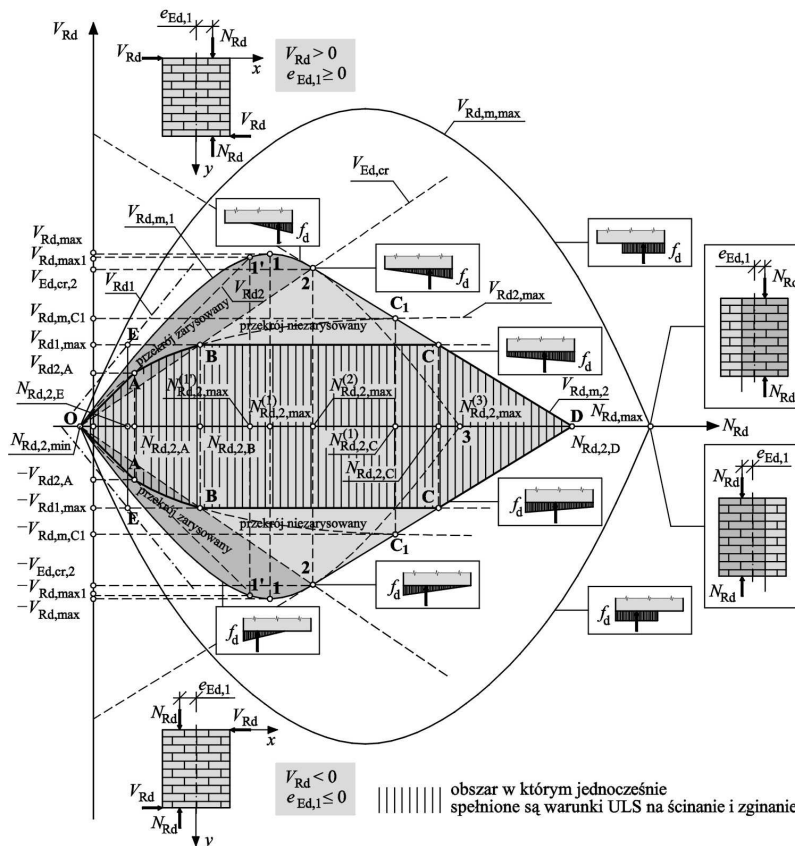 e_Ed,1
V_Rd
N_Rd
V_Rd
x
V_Rd > 0
e_Ed,1 ≥ 0
V_Rd
N_Rd
y
V_Rd,m,max
V_Ed,cr
V_Rd,m,1
f_d
V_Rd,max
V_Rd,max1
V_Ed,cr,2
V_Rd1
V_Rd2
1'
1
2
f_d
f_d
e_Ed,1
N_Rd
V_Rd,m,C1
C_1
V_Rd2,max
przekrój zarysowany
przekrój niezarysowany
V_Rd1,max
E
B
C
f_d
V_Rd2,A
A
N_Rd,2,E
N_Rd,2,max^(1')
N_Rd,2,max^(1)
N_Rd,2,max^(2)
N_Rd,2,max^(3)
V_Rd,m,2
N_Rd
O
D
N_Rd,max
N_Rd
N_Rd,2,min
N_Rd,2,A
N_Rd,2,B
N_Rd,2,C^(1)
N_Rd,2,C
3
N_Rd,2,D
e_Ed,1
N_Rd
−V_Rd2,A
A
−V_Rd1,max
E
B
C
f_d
−V_Rd,m,C1
przekrój zarysowany
przekrój niezarysowany
C_1
−V_Ed,cr,2
−V_Rd,max1
−V_Rd,max
1'
1
2
f_d
f_d
f_d
N_Rd
e_Ed,1
N_Rd
V_Rd
x
V_Rd
N_Rd
y
V_Rd < 0
e_Ed,1 ≤ 0
obszar w którym jednocześnie
spełnione są warunki ULS na ścinanie i zginanie